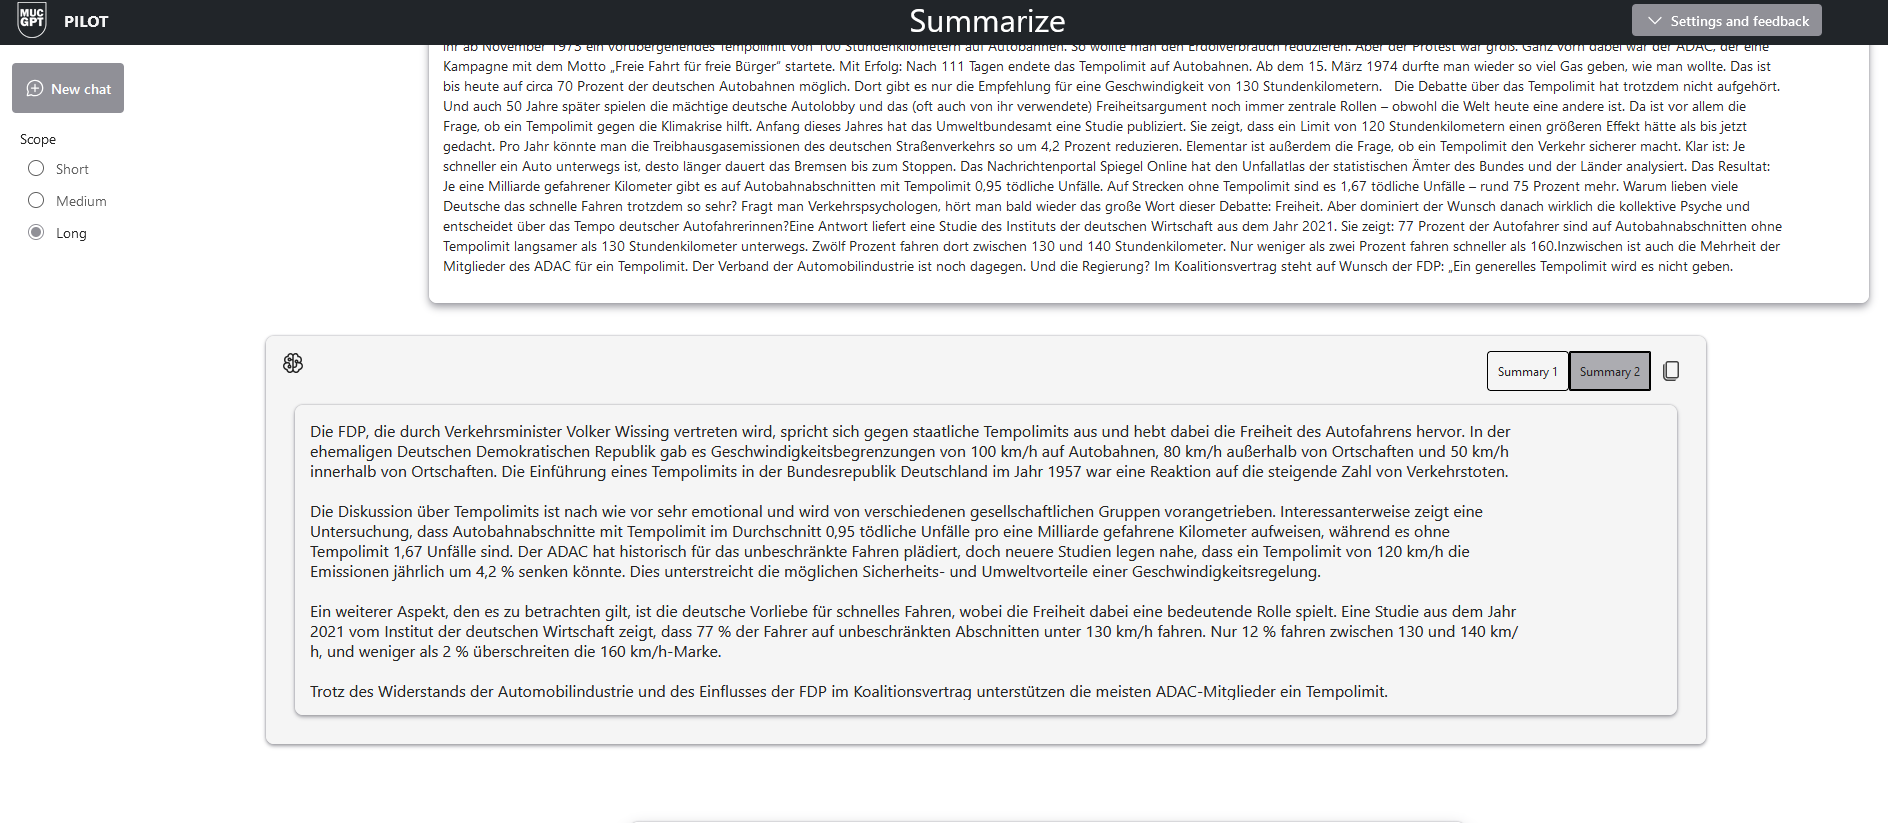 MUC
GPT
PILOT
Summarize
Settings and feedback
New chat
Scope
Short
Medium
Long
ihr ab November 1973 ein vorübergehendes Tempolimit von 100 Stundenkilometern auf Autobahnen. So wollte man den Erdölverbrauch reduzieren. Aber der Protest war groß. Ganz vorn dabei war der ADAC, der eine
Kampagne mit dem Motto „Freie Fahrt für freie Bürger“ startete. Mit Erfolg: Nach 111 Tagen endete das Tempolimit auf Autobahnen. Ab dem 15. März 1974 durfte man wieder so viel Gas geben, wie man wollte. Das ist
bis heute auf circa 70 Prozent der deutschen Autobahnen möglich. Dort gibt es nur die Empfehlung für eine Geschwindigkeit von 130 Stundenkilometern.   Die Debatte über das Tempolimit hat trotzdem nicht aufgehört.
Und auch 50 Jahre später spielen die mächtige deutsche Autolobby und das (oft auch von ihr verwendete) Freiheitsargument noch immer zentrale Rollen – obwohl die Welt heute eine andere ist. Da ist vor allem die
Frage, ob ein Tempolimit gegen die Klimakrise hilft. Anfang dieses Jahres hat das Umweltbundesamt eine Studie publiziert. Sie zeigt, dass ein Limit von 120 Stundenkilometern einen größeren Effekt hätte als bis jetzt
gedacht. Pro Jahr könnte man die Treibhausgasemissionen des deutschen Straßenverkehrs so um 4,2 Prozent reduzieren. Elementar ist außerdem die Frage, ob ein Tempolimit den Verkehr sicherer macht. Klar ist: Je
schneller ein Auto unterwegs ist, desto länger dauert das Bremsen bis zum Stoppen. Das Nachrichtenportal Spiegel Online hat den Unfallatlas der statistischen Ämter des Bundes und der Länder analysiert. Das Resultat:
Je eine Milliarde gefahrener Kilometer gibt es auf Autobahnabschnitten mit Tempolimit 0,95 tödliche Unfälle. Auf Strecken ohne Tempolimit sind es 1,67 tödliche Unfälle – rund 75 Prozent mehr. Warum lieben viele
Deutsche das schnelle Fahren trotzdem so sehr? Fragt man Verkehrspsychologen, hört man bald wieder das große Wort dieser Debatte: Freiheit. Aber dominiert der Wunsch danach wirklich die kollektive Psyche und
entscheidet über das Tempo deutscher Autofahrerinnen?Eine Antwort liefert eine Studie des Instituts der deutschen Wirtschaft aus dem Jahr 2021. Sie zeigt: 77 Prozent der Autofahrer sind auf Autobahnabschnitten ohne
Tempolimit langsamer als 130 Stundenkilometer unterwegs. Zwölf Prozent fahren dort zwischen 130 und 140 Stundenkilometer. Nur weniger als zwei Prozent fahren schneller als 160.Inzwischen ist auch die Mehrheit der
Mitglieder des ADAC für ein Tempolimit. Der Verband der Automobilindustrie ist noch dagegen. Und die Regierung? Im Koalitionsvertrag steht auf Wunsch der FDP: „Ein generelles Tempolimit wird es nicht geben.
Summary 1
Summary 2
Die FDP, die durch Verkehrsminister Volker Wissing vertreten wird, spricht sich gegen staatliche Tempolimits aus und hebt dabei die Freiheit des Autofahrens hervor. In der
ehemaligen Deutschen Demokratischen Republik gab es Geschwindigkeitsbegrenzungen von 100 km/h auf Autobahnen, 80 km/h außerhalb von Ortschaften und 50 km/h
innerhalb von Ortschaften. Die Einführung eines Tempolimits in der Bundesrepublik Deutschland im Jahr 1957 war eine Reaktion auf die steigende Zahl von Verkehrstoten.
Die Diskussion über Tempolimits ist nach wie vor sehr emotional und wird von verschiedenen gesellschaftlichen Gruppen vorangetrieben. Interessanterweise zeigt eine
Untersuchung, dass Autobahnabschnitte mit Tempolimit im Durchschnitt 0,95 tödliche Unfälle pro eine Milliarde gefahrene Kilometer aufweisen, während es ohne
Tempolimit 1,67 Unfälle sind. Der ADAC hat historisch für das unbeschränkte Fahren plädiert, doch neuere Studien legen nahe, dass ein Tempolimit von 120 km/h die
Emissionen jährlich um 4,2 % senken könnte. Dies unterstreicht die möglichen Sicherheits- und Umweltvorteile einer Geschwindigkeitsregelung.
Ein weiterer Aspekt, den es zu betrachten gilt, ist die deutsche Vorliebe für schnelles Fahren, wobei die Freiheit dabei eine bedeutende Rolle spielt. Eine Studie aus dem Jahr
2021 vom Institut der deutschen Wirtschaft zeigt, dass 77 % der Fahrer auf unbeschränkten Abschnitten unter 130 km/h fahren. Nur 12 % fahren zwischen 130 und 140 km/
h, und weniger als 2 % überschreiten die 160 km/h-Marke.
Trotz des Widerstands der Automobilindustrie und des Einflusses der FDP im Koalitionsvertrag unterstützen die meisten ADAC-Mitglieder ein Tempolimit.